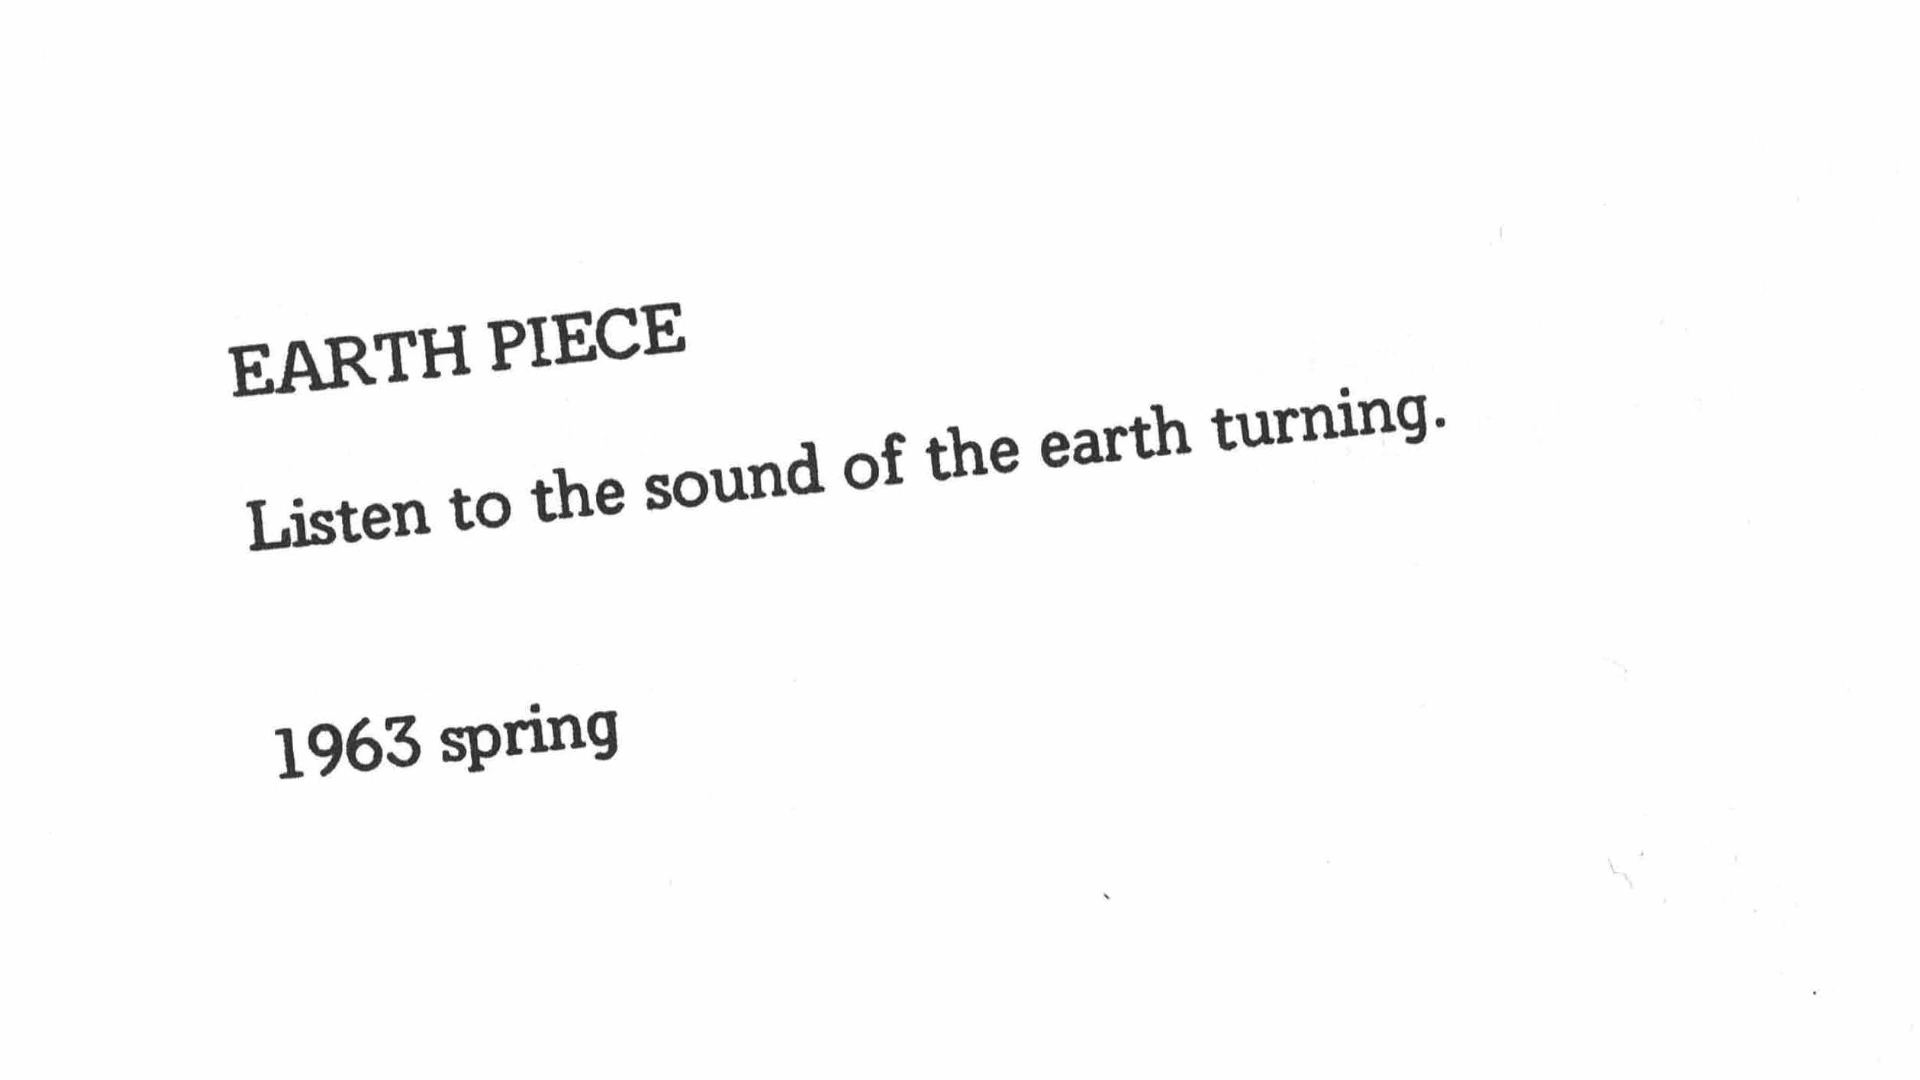 EARTH PIECE
Listen to the sound of the earth turning.
1963 spring